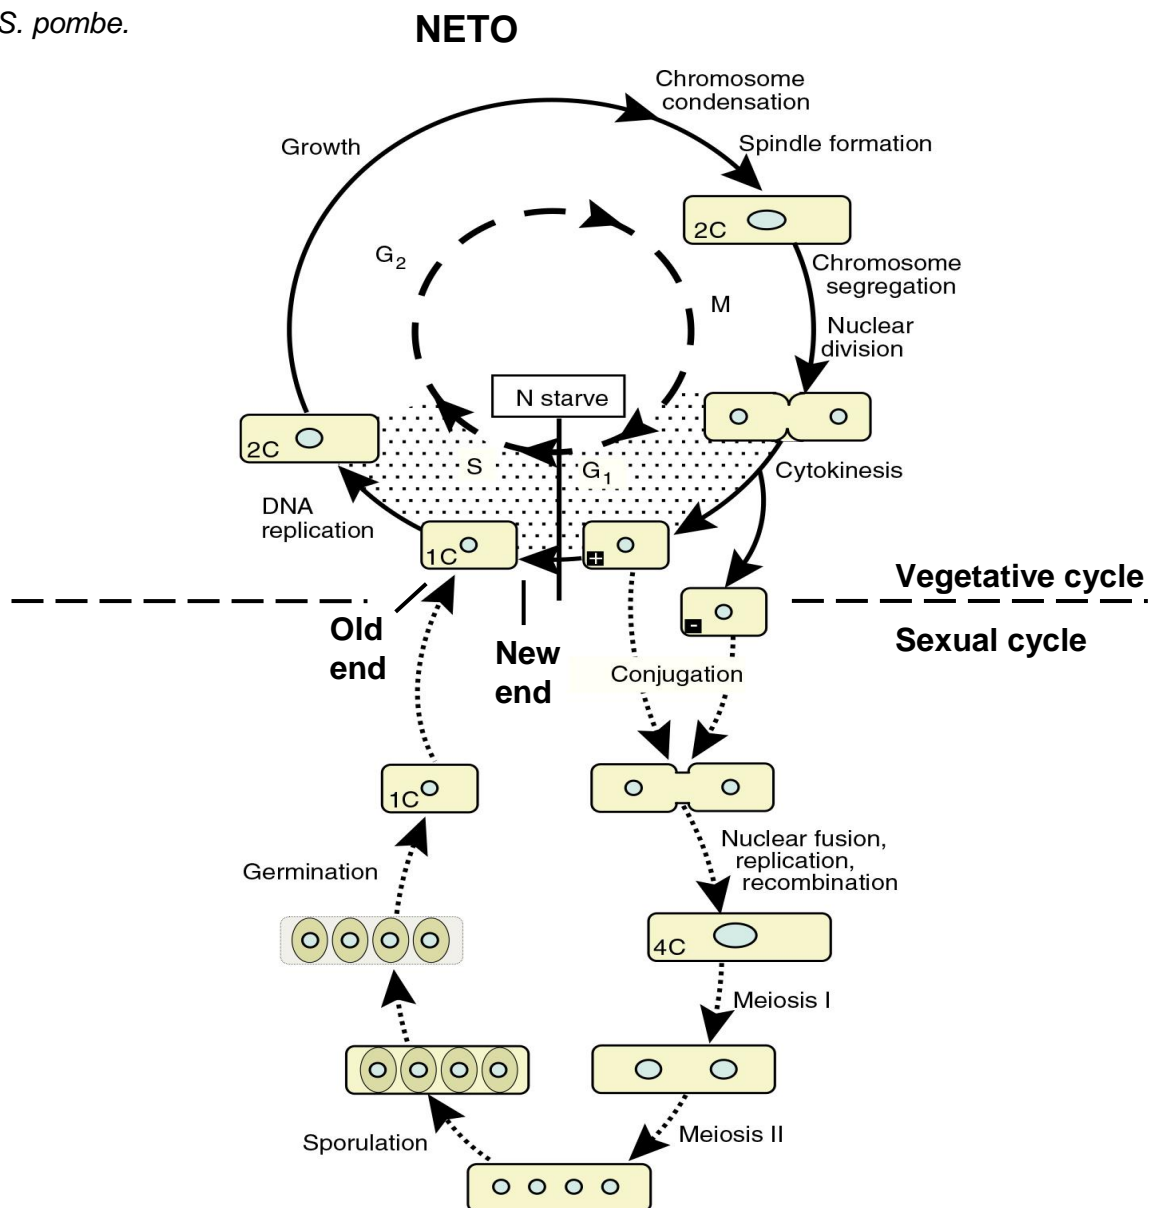 S. pombe.
NETO
Chromosome
condensation
Growth
Spindle formation
2C
G2
Chromosome
segregation
M
Nuclear
division
N starve
2C
S
G1
Cytokinesis
DNA
replication
1C
+
Vegetative cycle
-
Old
end
New
end
Sexual cycle
Conjugation
1C
Nuclear fusion,
replication,
recombination
Germination
4C
Meiosis I
Sporulation
Meiosis II